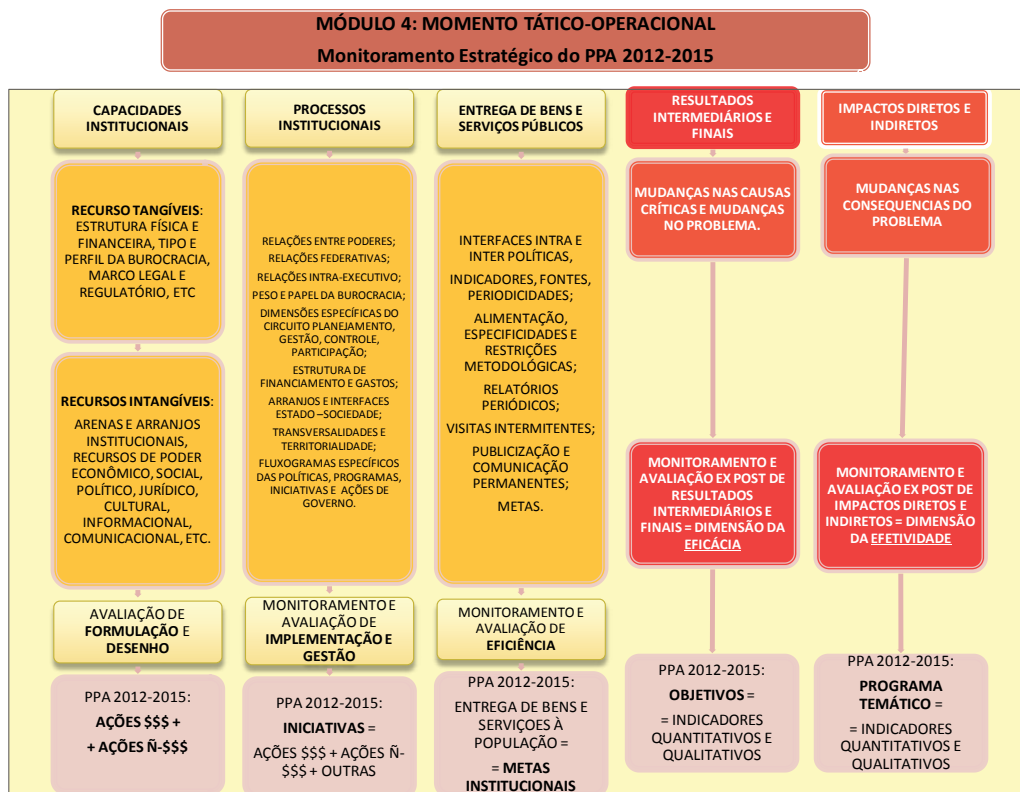 MÓDULO 4: MOMENTO TÁTICO-OPERACIONAL
Monitoramento Estratégico do PPA 2012-2015
CAPACIDADES
INSTITUCIONAIS
RECURSO TANGÍVEIS:
ESTRUTURA FÍSICA E
FINANCEIRA, TIPO E
PERFIL DA BUROCRACIA,
MARCO LEGAL E
REGULATÓRIO, ETC
RECURSOS INTANGÍVEIS:
ARENAS E ARRANJOS
INSTITUCIONAIS,
RECURSOS DE PODER
ECONÔMICO, SOCIAL,
POLÍTICO, JURÍDICO,
CULTURAL,
INFORMACIONAL,
COMUNICACIONAL, ETC.
AVALIAÇÃO DE
FORMULAÇÃO E
DESENHO
PPA 2012-2015:
AÇÕES $$$ +
+ AÇÕES Ñ-$$$
PROCESSOS
INSTITUCIONAIS
RELAÇÕES ENTRE PODERES;
RELAÇÕES FEDERATIVAS;
RELAÇÕES INTRA-EXECUTIVO;
PESO E PAPEL DA BUROCRACIA;
DIMENSÕES ESPECÍFICAS DO
CIRCUITO PLANEJAMENTO,
GESTÃO, CONTROLE,
PARTICIPAÇÃO;
ESTRUTURA DE
FINANCIAMENTO E GASTOS;
ARRANJOS E INTERFACES
ESTADO –SOCIEDADE;
TRANSVERSALIDADES E
TERRITORIALIDADE;
FLUXOGRAMAS ESPECÍFICOS
DAS POLÍTICAS, PROGRAMAS,
INICIATIVAS E AÇÕES DE
GOVERNO.
MONITORAMENTO E
AVALIAÇÃO DE
IMPLEMENTAÇÃO E
GESTÃO
PPA 2012-2015:
INICIATIVAS =
AÇÕES $$$ + AÇÕES Ñ-
$$$ + OUTRAS
ENTREGA DE BENS E
SERVIÇOS PÚBLICOS
INTERFACES INTRA E
INTER POLÍTICAS,
INDICADORES, FONTES,
PERIODICIDADES;
ALIMENTAÇÃO,
ESPECIFICIDADES E
RESTRIÇÕES
METODOLÓGICAS;
RELATÓRIOS
PERIÓDICOS;
VISITAS INTERMITENTES;
PUBLICIZAÇÃO E
COMUNICAÇÃO
PERMANENTES;
METAS.
MONITORAMENTO E
AVALIAÇÃO DE
EFICIÊNCIA
PPA 2012-2015:
ENTREGA DE BENS E
SERVIÇOES À
POPULAÇÃO =
= METAS
INSTITUCIONAIS
RESULTADOS
INTERMEDIÁRIOS E
FINAIS
MUDANÇAS NAS CAUSAS
CRÍTICAS E MUDANÇAS
NO PROBLEMA.
MONITORAMENTO E
AVALIAÇÃO EX POST DE
RESULTADOS
INTERMEDIÁRIOS E
FINAIS = DIMENSÃO DA
EFICÁCIA
PPA 2012-2015:
OBJETIVOS =
= INDICADORES
QUANTITATIVOS E
QUALITATIVOS
IMPACTOS DIRETOS E
INDIRETOS
MUDANÇAS NAS
CONSEQUENCIAS DO
PROBLEMA
MONITORAMENTO E
AVALIAÇÃO EX POST DE
IMPACTOS DIRETOS E
INDIRETOS = DIMENSÃO
DA EFETIVIDADE
PPA 2012-2015:
PROGRAMA
TEMÁTICO =
= INDICADORES
QUANTITATIVOS E
QUALITATIVOS